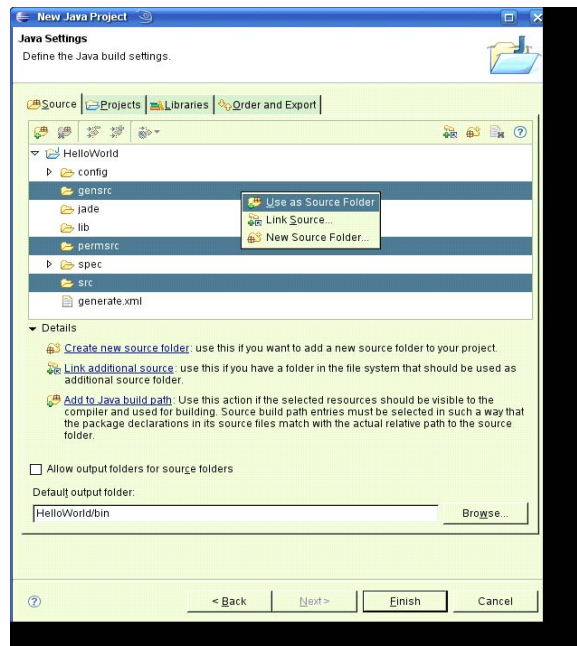 New Java Project
Java Settings
Define the Java build settings.
Source Projects Libraries Order and Export
HelloWorld
config
gensrc
jade
lib
permsrc
spec
src
generate.xml
Use as Source Folder
Link Source...
New Source Folder...
Details
Create new source folder: use this if you want to add a new source folder to your project.
Link additional source: use this if you have a folder in the file system that should be used as
additional source folder.
Add to Java build path: Use this action if the selected resources should be visible to the
compiler and used for building. Source build path entries must be selected in such a way that
the package declarations in its source files match with the actual relative path to the source
folder.
Allow output folders for source folders
Default output folder:
HelloWorld/bin
Browse...
< Back Next > Finish Cancel